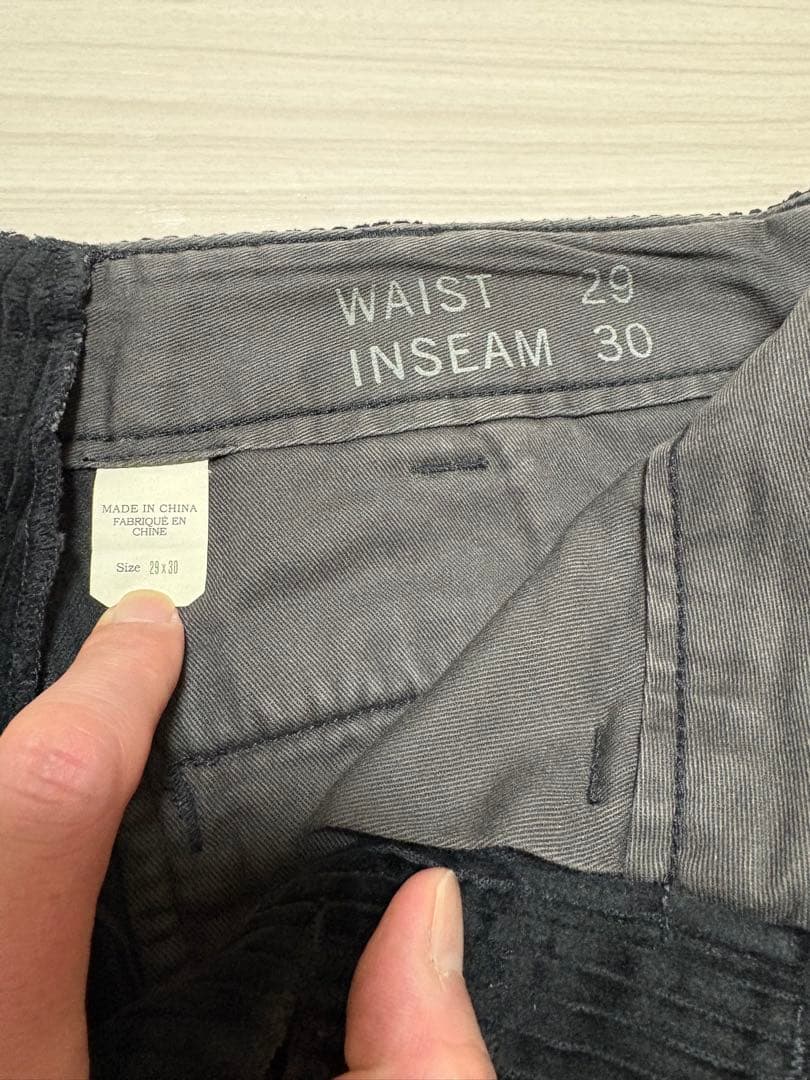 WAIST 29
INSEAM 30
MADE IN CHINA
FABRIQUÉ EN
CHINE
Size 29 x 30